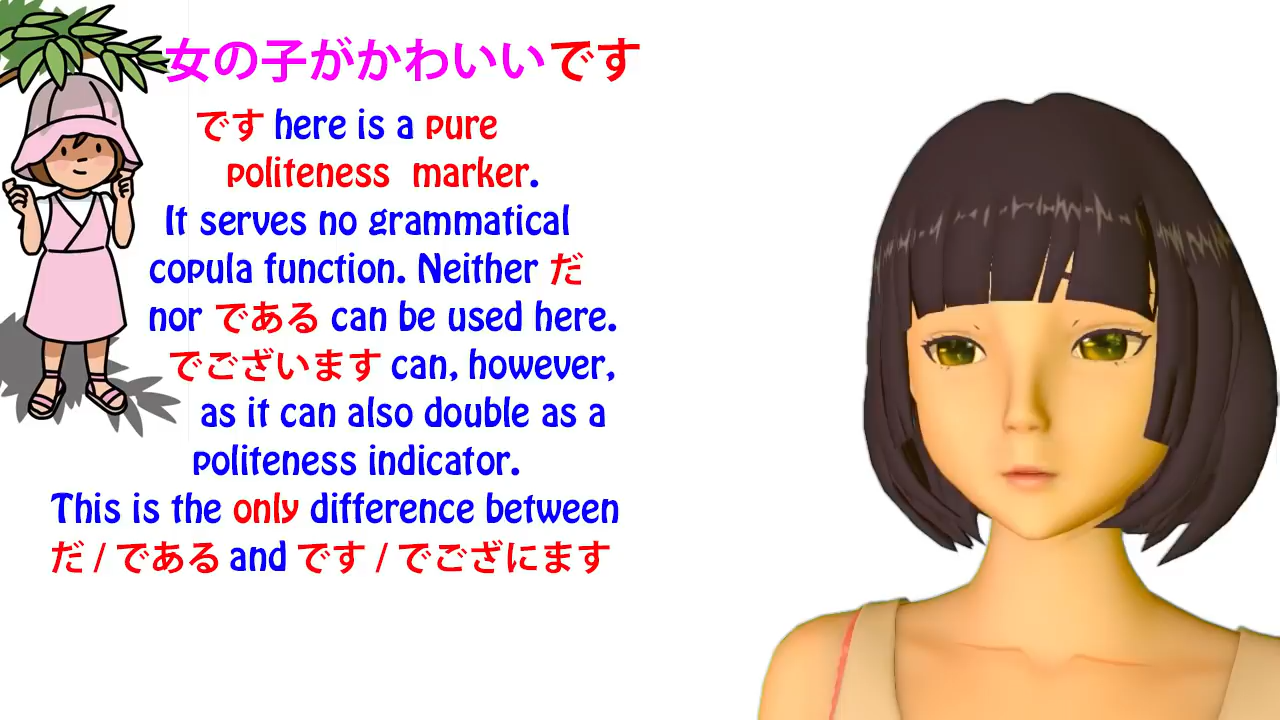 女の子がかわいいです
です here is a pure
politeness marker.
It serves no grammatical
copula function. Neither だ
nor である can be used here.
でございます can, however,
as it can also double as a
politeness indicator.
This is the only difference between
だ / である and です / でござにます